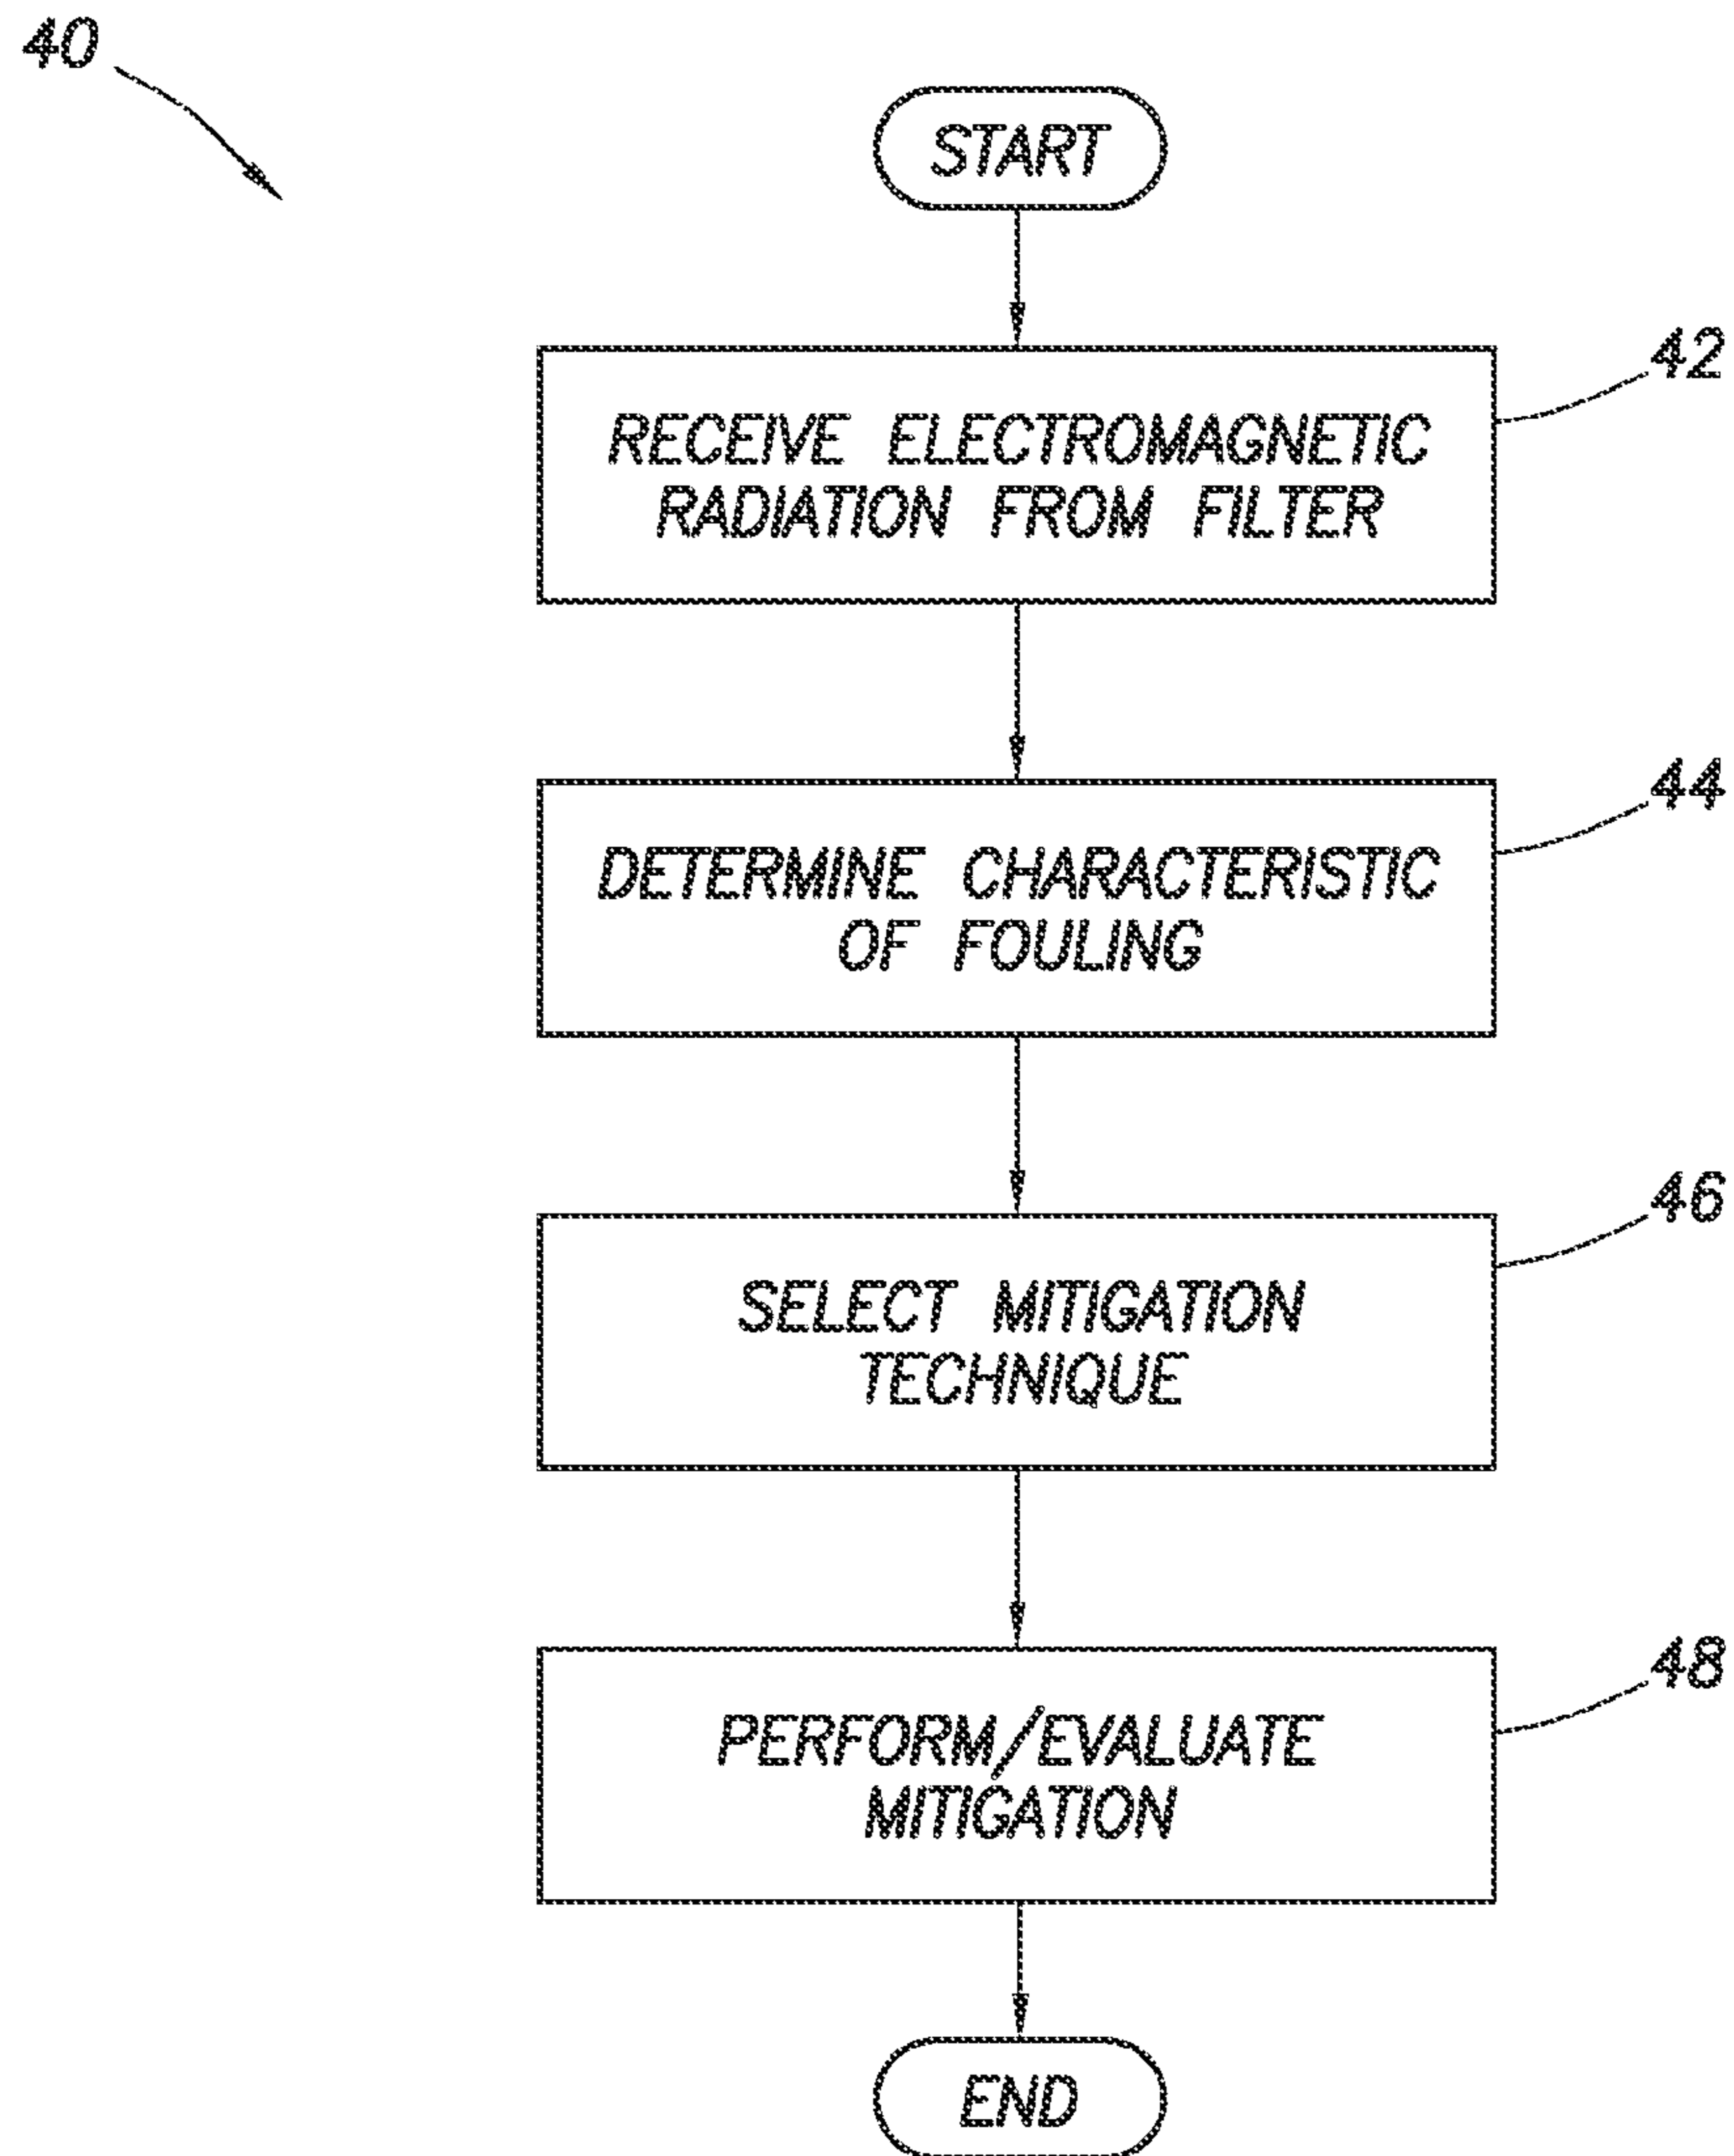 40
START
42
RECEIVE ELECTROMAGNETIC
RADIATION FROM FILTER
44
DETERMINE CHARACTERISTIC
OF FOULING
46
SELECT MITIGATION
TECHNIQUE
48
PERFORM/EVALUATE
MITIGATION
END